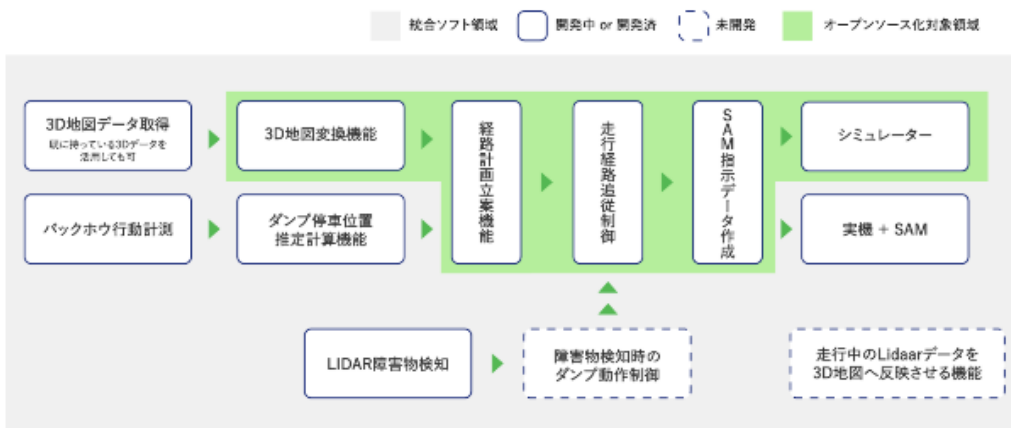 統合ソフト領域
開発中 or 開発済
未開発
オープンソース化対象領域
3D地図データ取得
既に持っている3Dデータを
活用しても可
3D地図変換機能
経路計画立案機能
走行経路追従制御
SAM指示データ作成
シミュレーター
バックホウ行動計測
ダンプ停車位置
推定計算機能
実機 + SAM
LIDAR障害物検知
障害物検知時の
ダンプ動作制御
走行中のLidaarデータを
3D地図へ反映させる機能